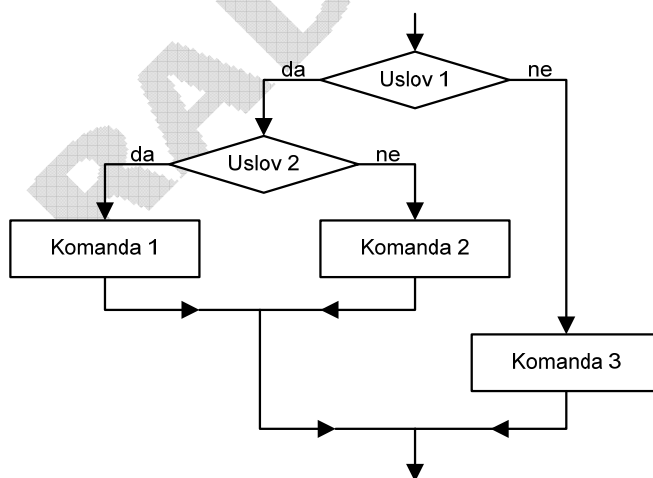 da
Uslov 1
ne
da
Uslov 2
ne
Komanda 1
Komanda 2
Komanda 3